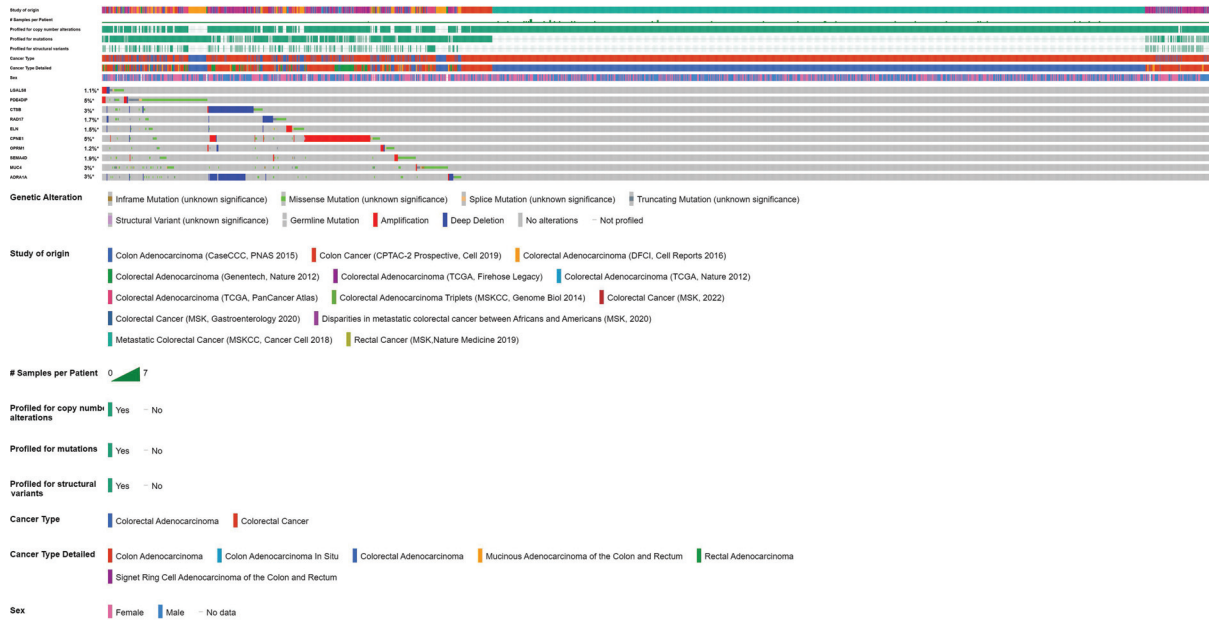 Study of origin
# Samples per Patient
Profiled for copy number alterations
Profiled for mutations
Profiled for structural variants
Cancer Type
Cancer Type Detailed
Sex
1.1%*
PDE4DIP 5%*
CTSB 3%*
RAD17 1.7%*
ELN 1.5%*
5%*
OPRM1 1.2%*
SEMA4D 1.9%*
MUC4 3%*
ADRA1A 3%*
Genetic Alteration Inframe Mutation (unknown significance) Missense Mutation (unknown significance) Splice Mutation (unknown significance) Truncating Mutation (unknown significance)
Structural Variant (unknown significance) Germline Mutation Amplification Deep Deletion No alterations Not profiled
Study of origin Colon Adenocarcinoma (CaseCCC, PNAS 2015) Colon Cancer (CPTAC-2 Prospective, Cell 2019) Colorectal Adenocarcinoma (DFCI, Cell Reports 2016)
Colorectal Adenocarcinoma (Genentech, Nature 2012) Colorectal Adenocarcinoma (TCGA, Firehose Legacy) Colorectal Adenocarcinoma (TCGA, Nature 2012)
Colorectal Adenocarcinoma (TCGA, PanCancer Atlas) Colorectal Adenocarcinoma Triplets (MSKCC, Genome Biol 2014) Colorectal Cancer (MSK, 2022)
Colorectal Cancer (MSK, Gastroenterology 2020) Disparities in metastatic colorectal cancer between Africans and Americans (MSK, 2020)
Metastatic Colorectal Cancer (MSKCC, Cancer Cell 2018) Rectal Cancer (MSK,Nature Medicine 2019)
# Samples per Patient 0 7
Profiled for copy numbe Yes No
alterations
Profiled for mutations Yes No
Profiled for structural Yes No
variants
Cancer Type Colorectal Adenocarcinoma Colorectal Cancer
Cancer Type Detailed Colon Adenocarcinoma Colon Adenocarcinoma In Situ Colorectal Adenocarcinoma Mucinous Adenocarcinoma of the Colon and Rectum Rectal Adenocarcinoma
Signet Ring Cell Adenocarcinoma of the Colon and Rectum
Sex Female Male No data